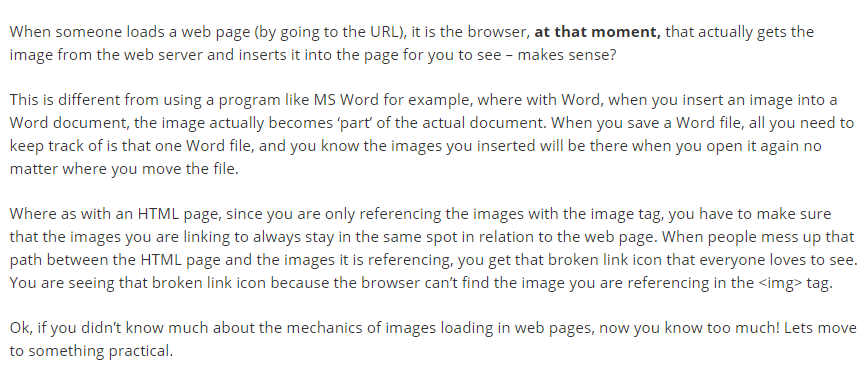 When someone loads a web page (by going to the URL), it is the browser, at that moment, that actually gets the
image from the web server and inserts it into the page for you to see – makes sense?
This is different from using a program like MS Word for example, where with Word, when you insert an image into a
Word document, the image actually becomes ‘part’ of the actual document. When you save a Word file, all you need to
keep track of is that one Word file, and you know the images you inserted will be there when you open it again no
matter where you move the file.
Where as with an HTML page, since you are only referencing the images with the image tag, you have to make sure
that the images you are linking to always stay in the same spot in relation to the web page. When people mess up that
path between the HTML page and the images it is referencing, you get that broken link icon that everyone loves to see.
You are seeing that broken link icon because the browser can’t find the image you are referencing in the <img> tag.
Ok, if you didn’t know much about the mechanics of images loading in web pages, now you know too much! Lets move
to something practical.